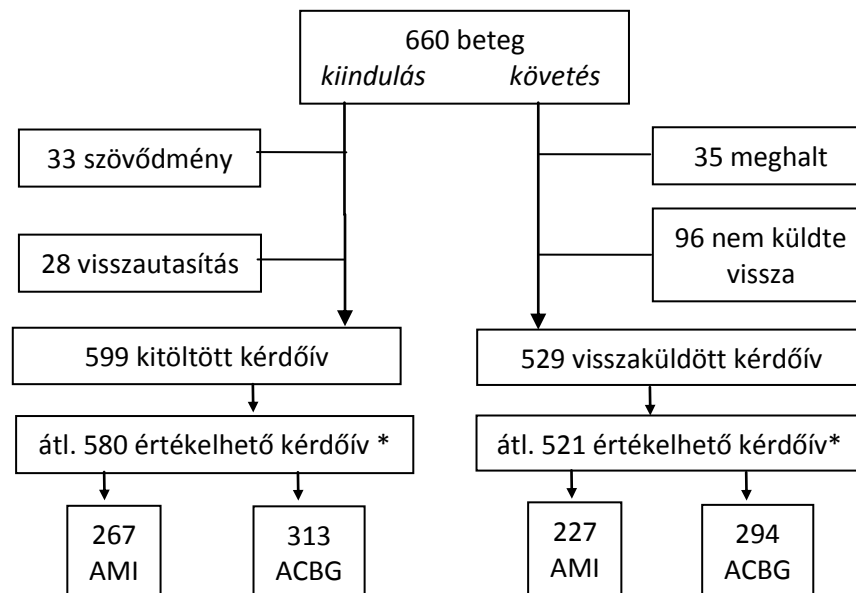 660 beteg
kiindulás követés
33 szövődmény
28 visszautasítás
35 meghalt
96 nem küldte
vissza
599 kitöltött kérdőív
529 visszaküldött kérdőív
átl. 580 értékelhető kérdőív *
átl. 521 értékelhető kérdőív*
267
AMI
313
ACBG
227
AMI
294
ACBG